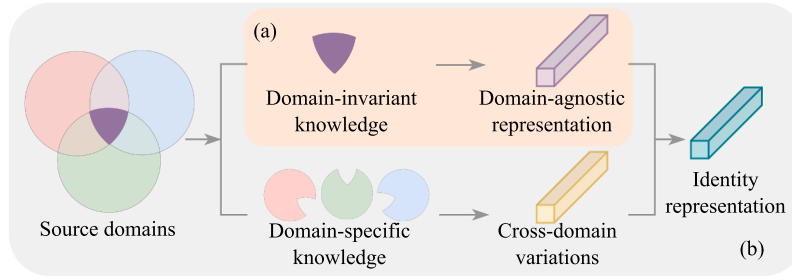 (a)
Domain-invariant
knowledge
Domain-agnostic
representation
Source domains
Domain-specific
knowledge
Cross-domain
variations
Identity
representation
(b)